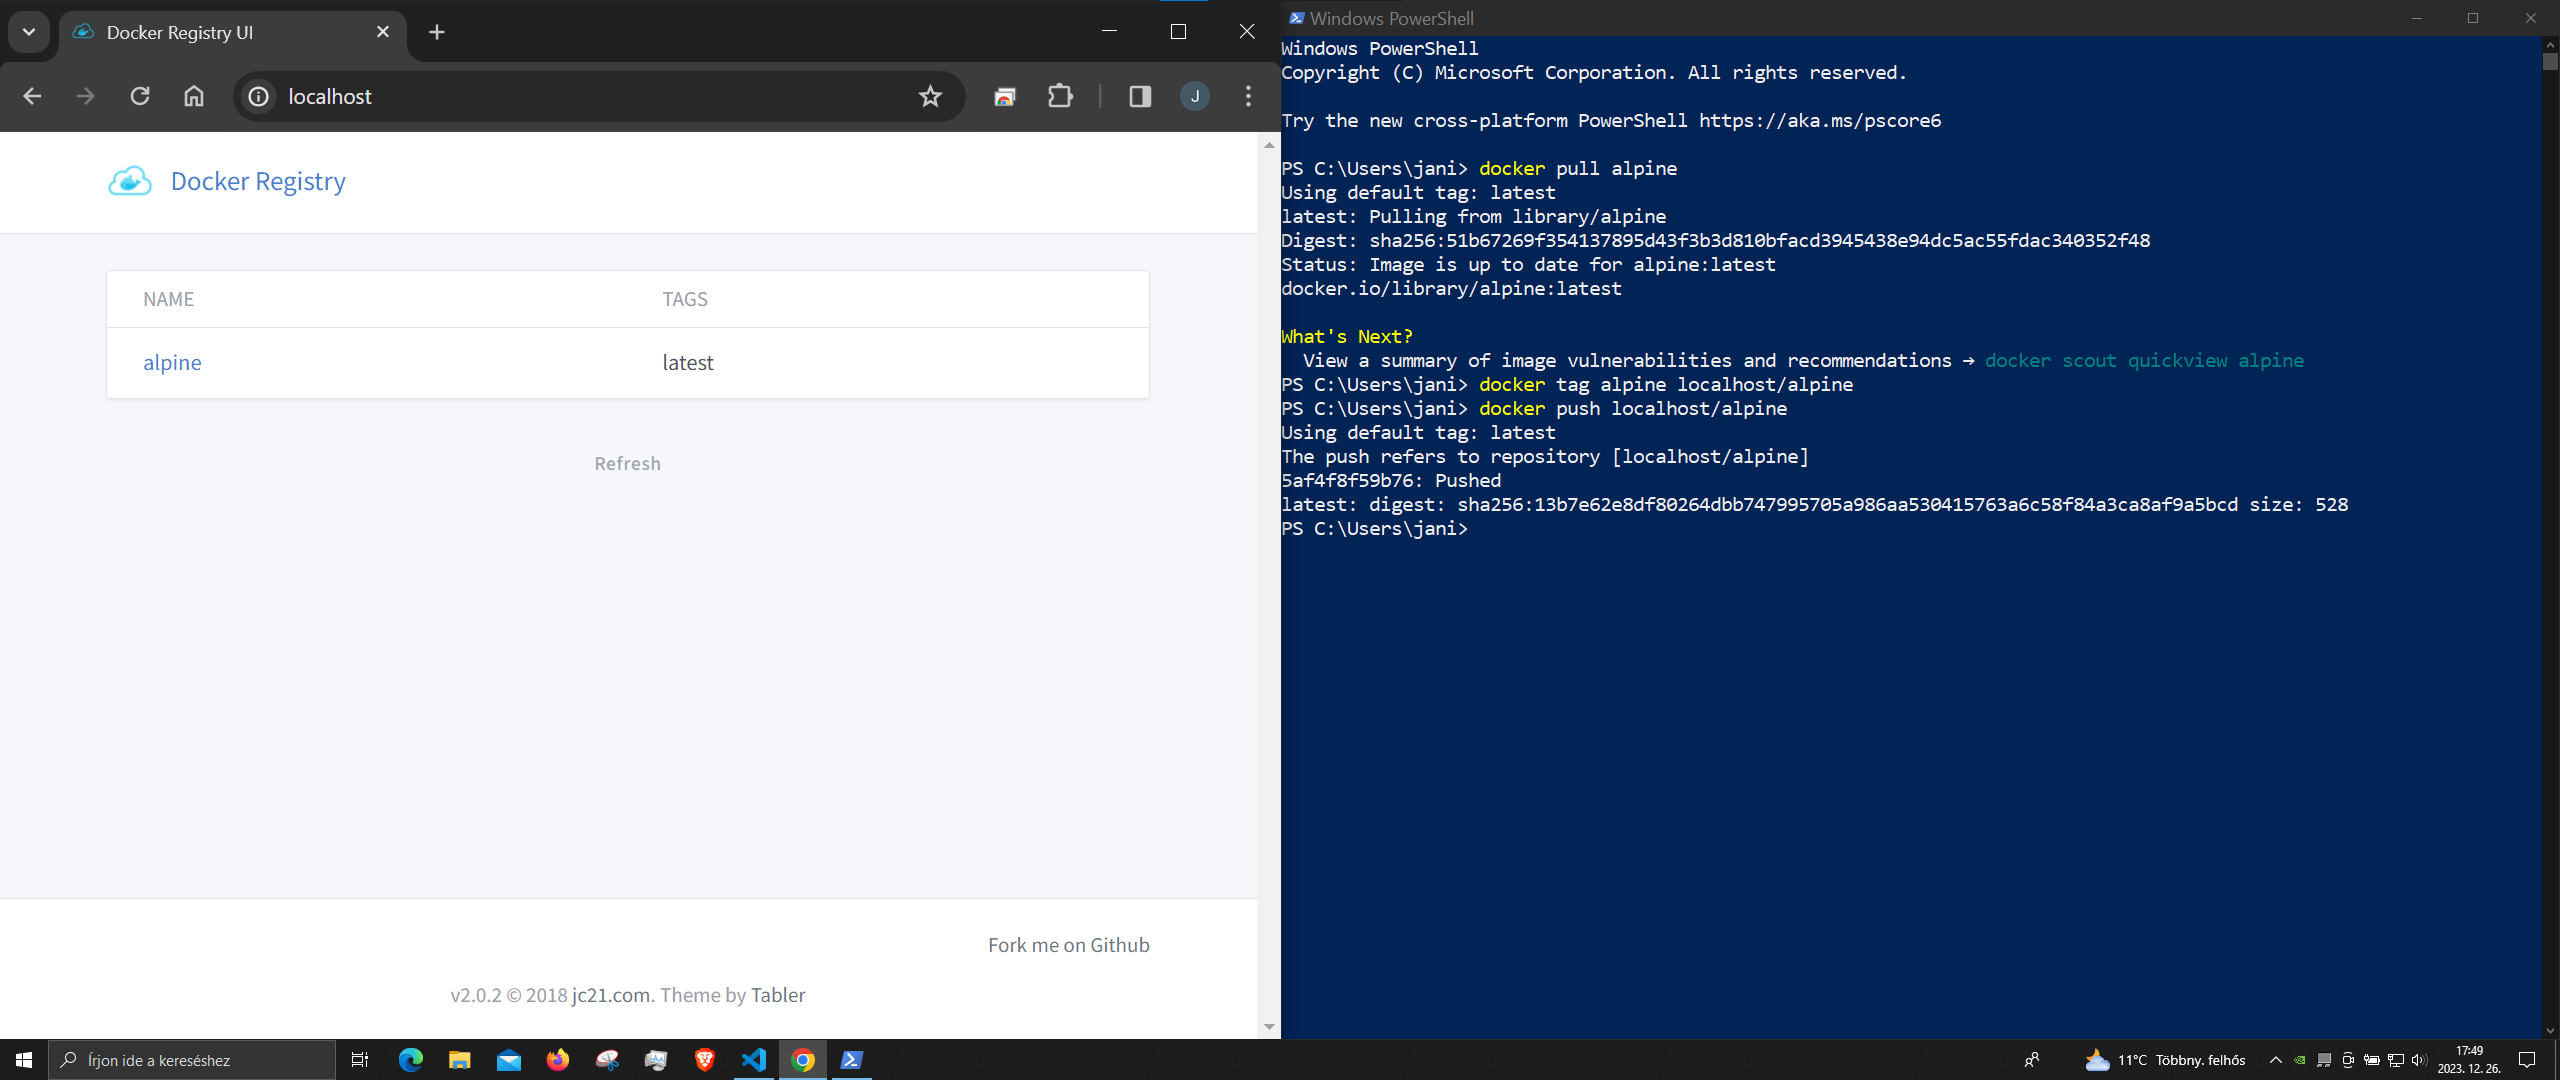 Docker Registry UI
localhost
J
Docker Registry
NAME TAGS
alpine latest
Refresh
Fork me on Github
v2.0.2 © 2018 jc21.com. Theme by Tabler
Windows PowerShell
Windows PowerShell
Copyright (C) Microsoft Corporation. All rights reserved.
Try the new cross-platform PowerShell https://aka.ms/pscore6
PS C:\Users\jani> docker pull alpine
Using default tag: latest
latest: Pulling from library/alpine
Digest: sha256:51b67269f354137895d43f3b3d810bfacd3945438e94dc5ac55fdac340352f48
Status: Image is up to date for alpine:latest
docker.io/library/alpine:latest
What's Next?
View a summary of image vulnerabilities and recommendations → docker scout quickview alpine
PS C:\Users\jani> docker tag alpine localhost/alpine
PS C:\Users\jani> docker push localhost/alpine
Using default tag: latest
The push refers to repository [localhost/alpine]
5af4f8f59b76: Pushed
latest: digest: sha256:13b7e62e8df80264dbb747995705a986aa530415763a6c58f84a3ca8af9a5bcd size: 528
PS C:\Users\jani>
Írjon ide a kereséshez
11°C Többny. felhős
17:49
2023. 12. 26.